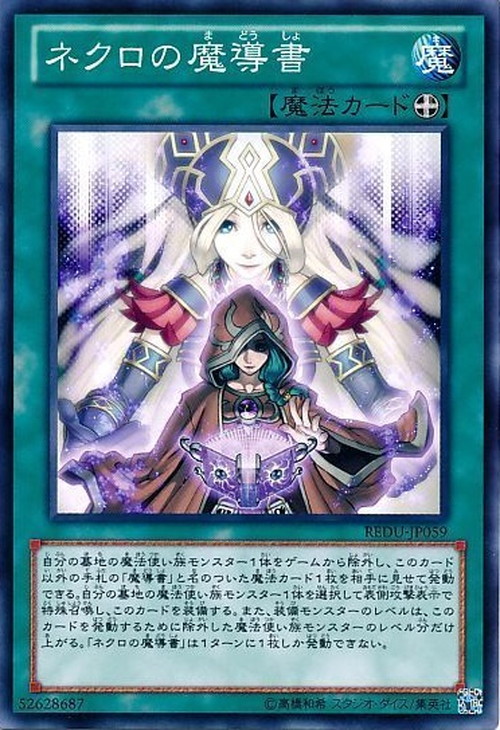 ネクロの魔導書
魔
【魔法カード】
REDU-JP059
自分の墓地の魔法使い族モンスター1体をゲームから除外し、このカード
以外の手札の「魔導書」と名のついた魔法カード1枚を相手に見せて発動
できる。自分の墓地の魔法使い族モンスター1体を選択して表側攻撃表示で
特殊召喚し、このカードを装備する。また、装備モンスターのレベルは、この
カードを発動するために除外した魔法使い族モンスターのレベル分だけ
上がる。「ネクロの魔導書」は1ターンに1枚しか発動できない。
52628687 ©高橋和希 スタジオ・ダイス/集英社